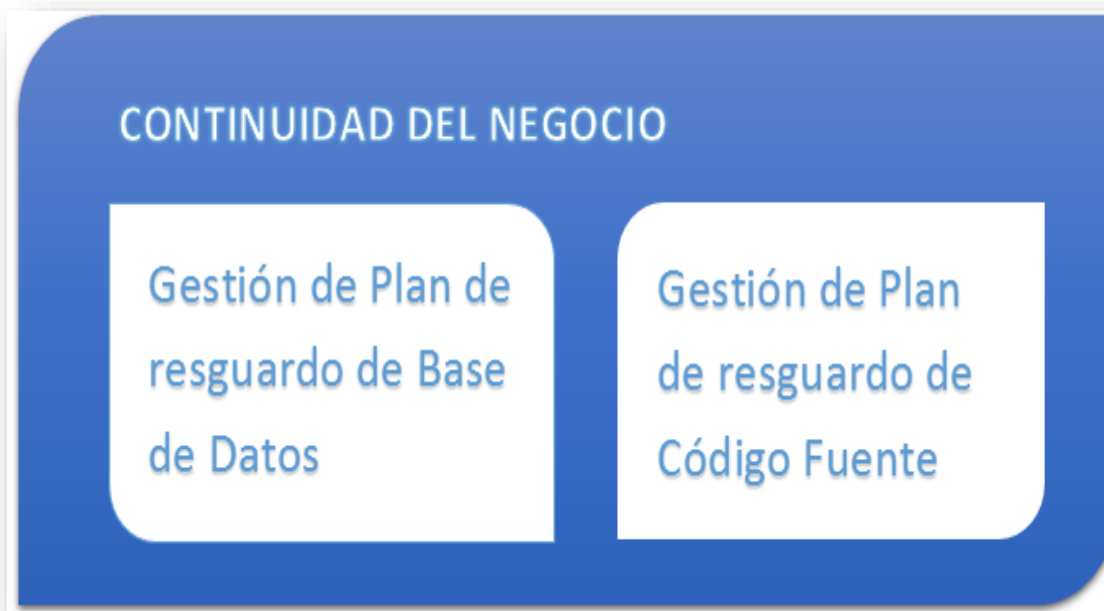 CONTINUIDAD DEL NEGOCIO
Gestión de Plan de
resguardo de Base
de Datos
Gestión de Plan
de resguardo de
Código Fuente